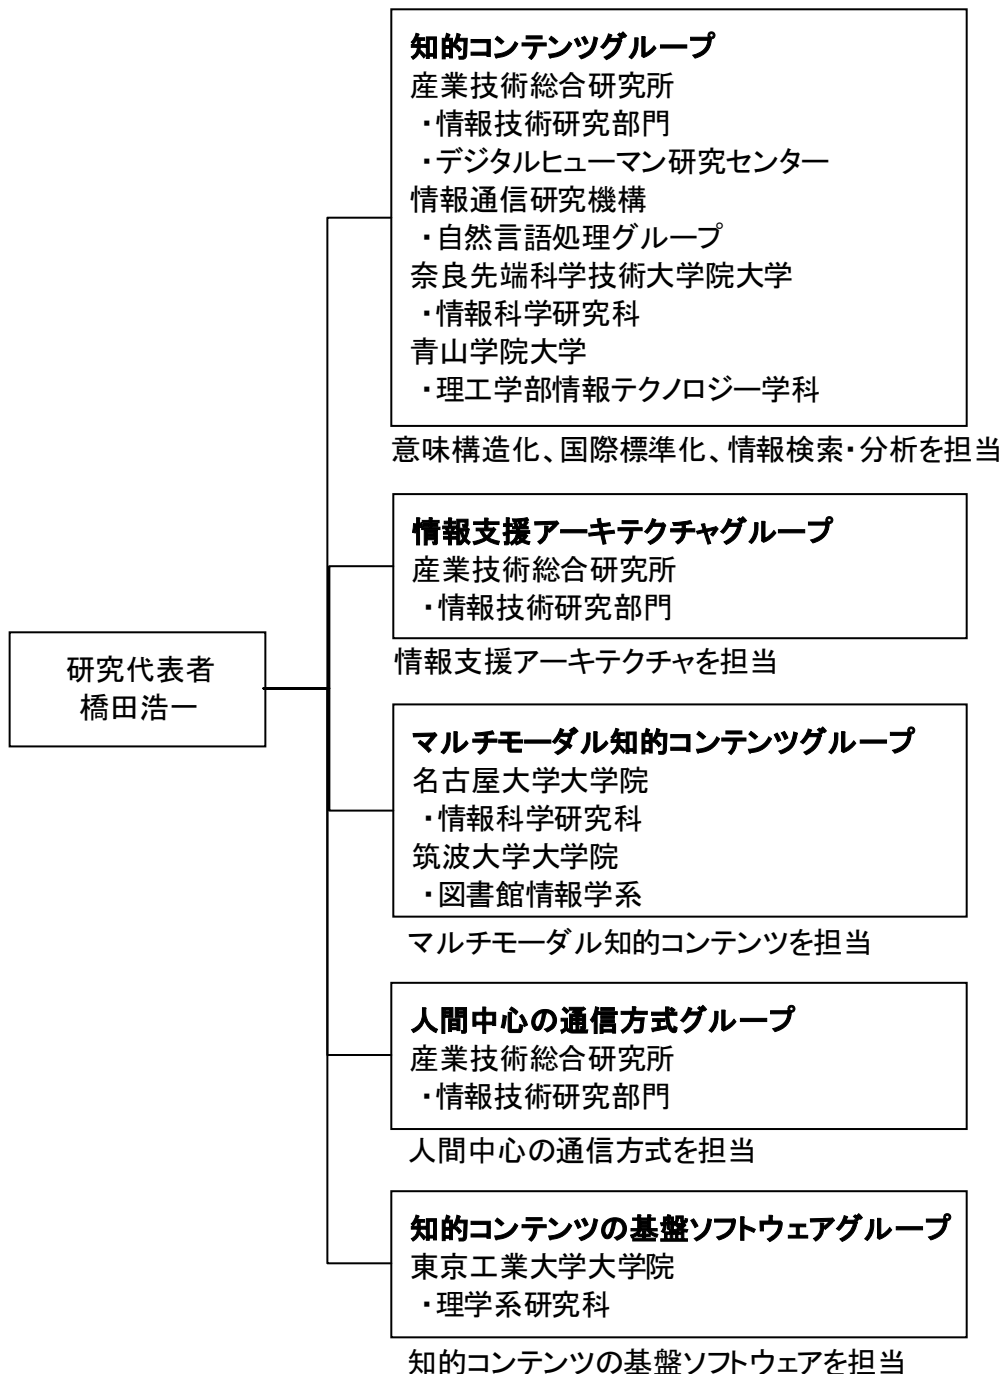 知的コンテンツグループ
産業技術総合研究所
・情報技術研究部門
・デジタルヒューマン研究センター
情報通信研究機構
・自然言語処理グループ
奈良先端科学技術大学院大学
・情報科学研究科
青山学院大学
・理工学部情報テクノロジー学科
意味構造化、国際標準化、情報検索・分析を担当
情報支援アーキテクチャグループ
産業技術総合研究所
・情報技術研究部門
情報支援アーキテクチャを担当
研究代表者
橋田浩一
マルチモーダル知的コンテンツグループ
名古屋大学大学院
・情報科学研究科
筑波大学大学院
・図書館情報学系
マルチモーダル知的コンテンツを担当
人間中心の通信方式グループ
産業技術総合研究所
・情報技術研究部門
人間中心の通信方式を担当
知的コンテンツの基盤ソフトウェアグループ
東京工業大学大学院
・理学系研究科
知的コンテンツの基盤ソフトウェアを担当